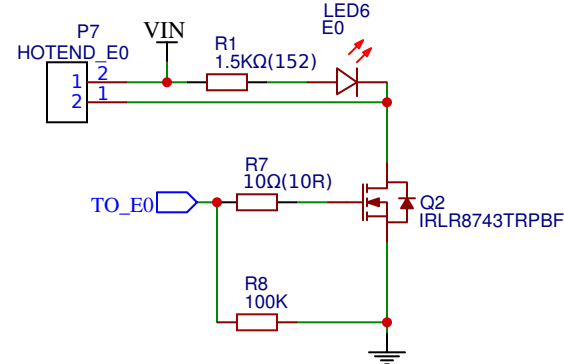 LED6
E0
P7
HOTEND_E0
VIN
R1
1.5KΩ(152)
1 2
2 1
R7
10Ω(10R)
TO_E0
Q2
IRLR8743TRPBF
R8
100K